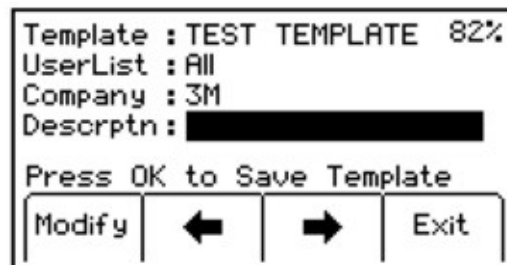 Template : TEST TEMPLATE 82%
UserList : All
Company : 3M
Descrptn :
Press OK to Save Template
Modify ← → Exit